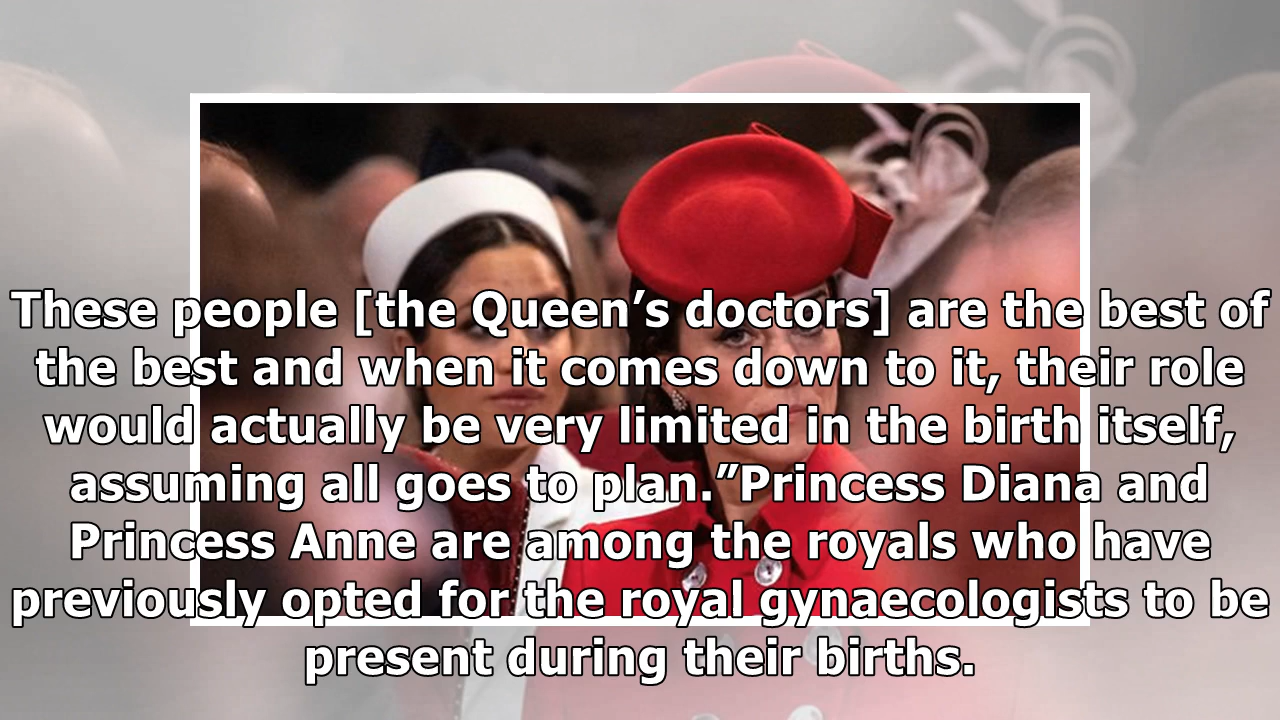 These people [the Queen’s doctors] are the best of
the best and when it comes down to it, their role
would actually be very limited in the birth itself,
assuming all goes to plan.”Princess Diana and
Princess Anne are among the royals who have
previously opted for the royal gynaecologists to be
present during their births.